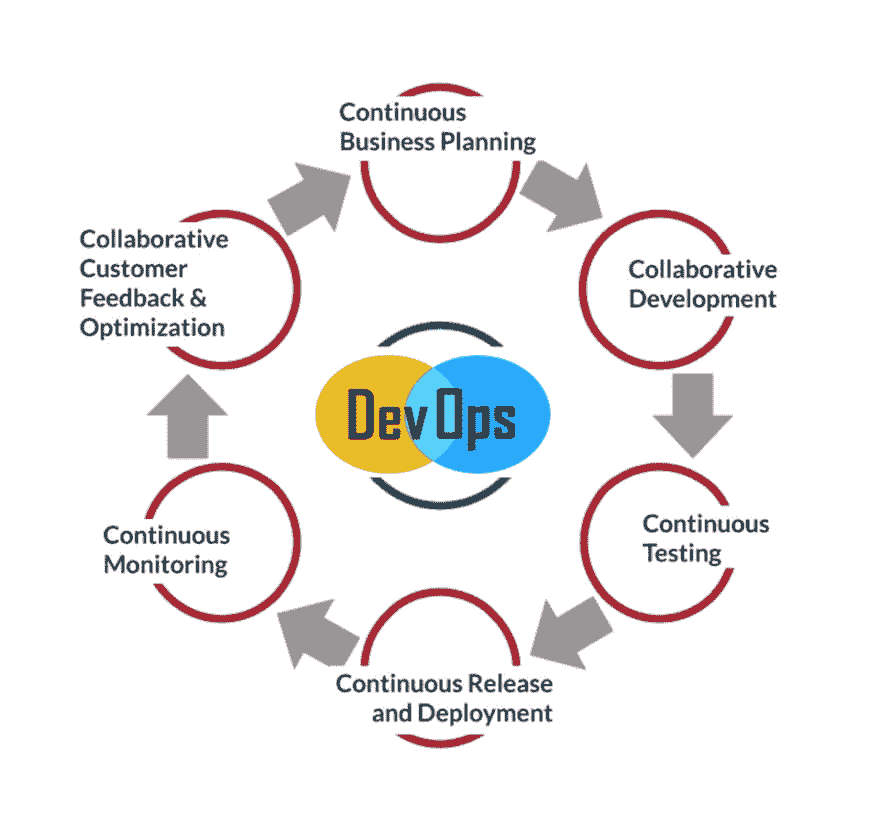 Continuous
Business Planning
Collaborative
Development
Continuous
Testing
Continuous Release
and Deployment
Continuous
Monitoring
Collaborative
Customer
Feedback &
Optimization
DevOps